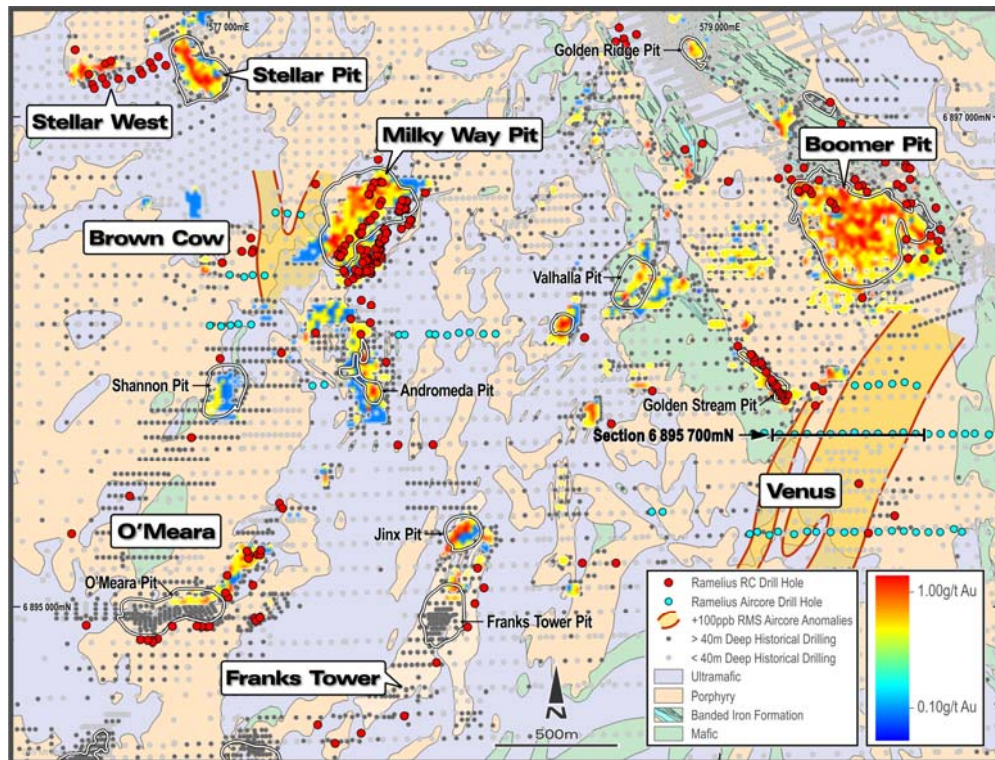 577 000mE
579 000mE
Golden Ridge Pit
Stellar Pit
Stellar West
6 897 000mN
Milky Way Pit
Boomer Pit
Brown Cow
Valhalla Pit
Shannon Pit
Andromeda Pit
Golden Stream Pit
Section 6 895 700mN
Venus
O'Meara
Jinx Pit
O'Meara Pit
6 895 000mN
Franks Tower Pit
Franks Tower
N
500m
Ramelius RC Drill Hole
Ramelius Aircore Drill Hole
+100ppb RMS Aircore Anomalies
> 40m Deep Historical Drilling
< 40m Deep Historical Drilling
Ultramafic
Porphyry
Banded Iron Formation
Mafic
1.00g/t Au
0.10g/t Au